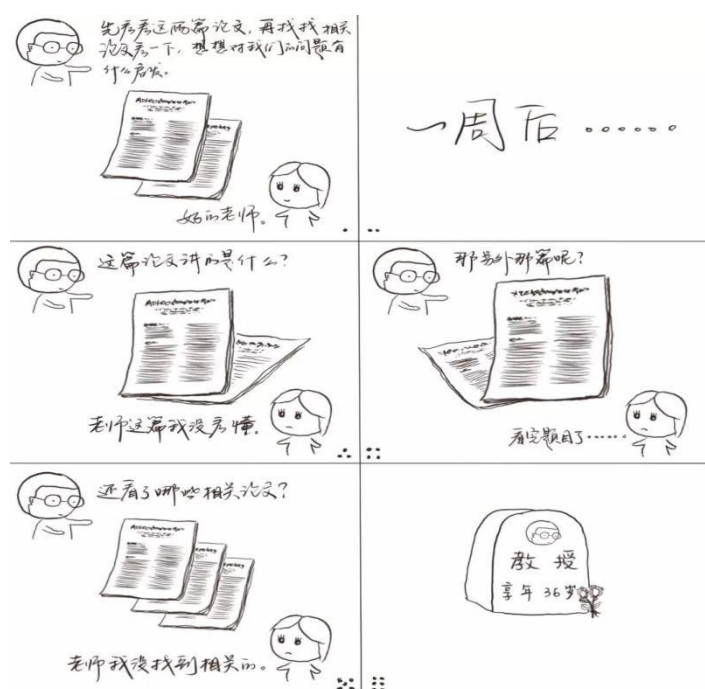 先看看这两篇论文，再找找相关
论文看一下，想想对我们的问题有
什么启发。
好的老师。
一周后……
这篇论文讲的是什么？
老师这篇我没看懂。
那另外那篇呢？
看完题目了……
还看了哪些相关论文？
老师我没找到相关的。
教授
享年36岁